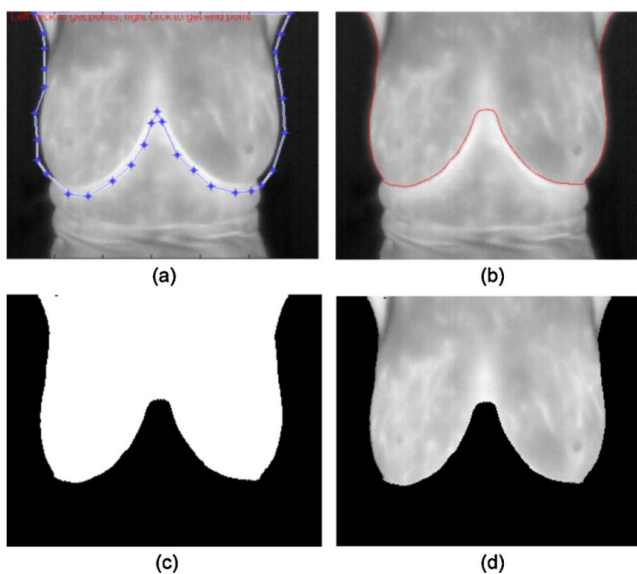 Left click to get points, right click to get end point
(a)
(b)
(c)
(d)